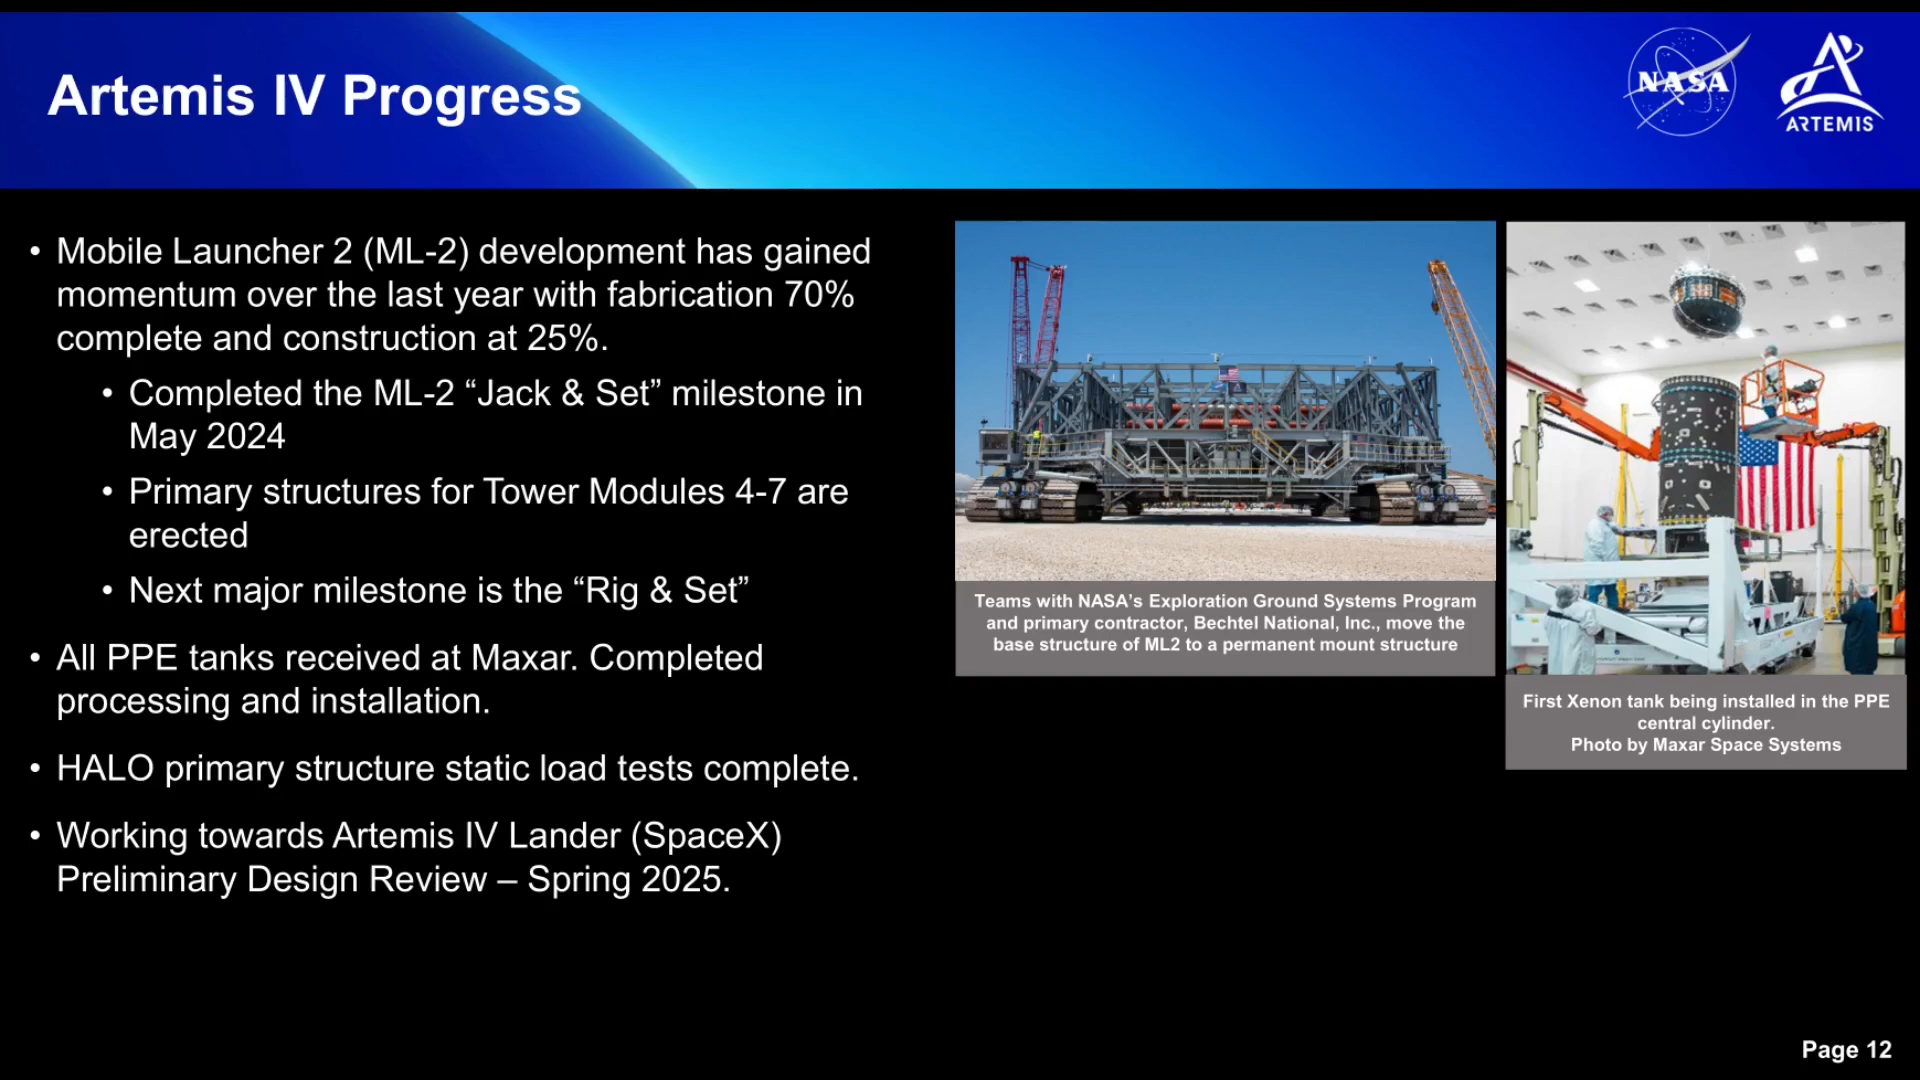 Artemis IV Progress
NASA
ARTEMIS
• Mobile Launcher 2 (ML-2) development has gained
momentum over the last year with fabrication 70%
complete and construction at 25%.
• Completed the ML-2 “Jack & Set” milestone in
May 2024
• Primary structures for Tower Modules 4-7 are
erected
• Next major milestone is the “Rig & Set”
• All PPE tanks received at Maxar. Completed
processing and installation.
• HALO primary structure static load tests complete.
• Working towards Artemis IV Lander (SpaceX)
Preliminary Design Review – Spring 2025.
Teams with NASA’s Exploration Ground Systems Program
and primary contractor, Bechtel National, Inc., move the
base structure of ML2 to a permanent mount structure
First Xenon tank being installed in the PPE
central cylinder.
Photo by Maxar Space Systems
Page 12